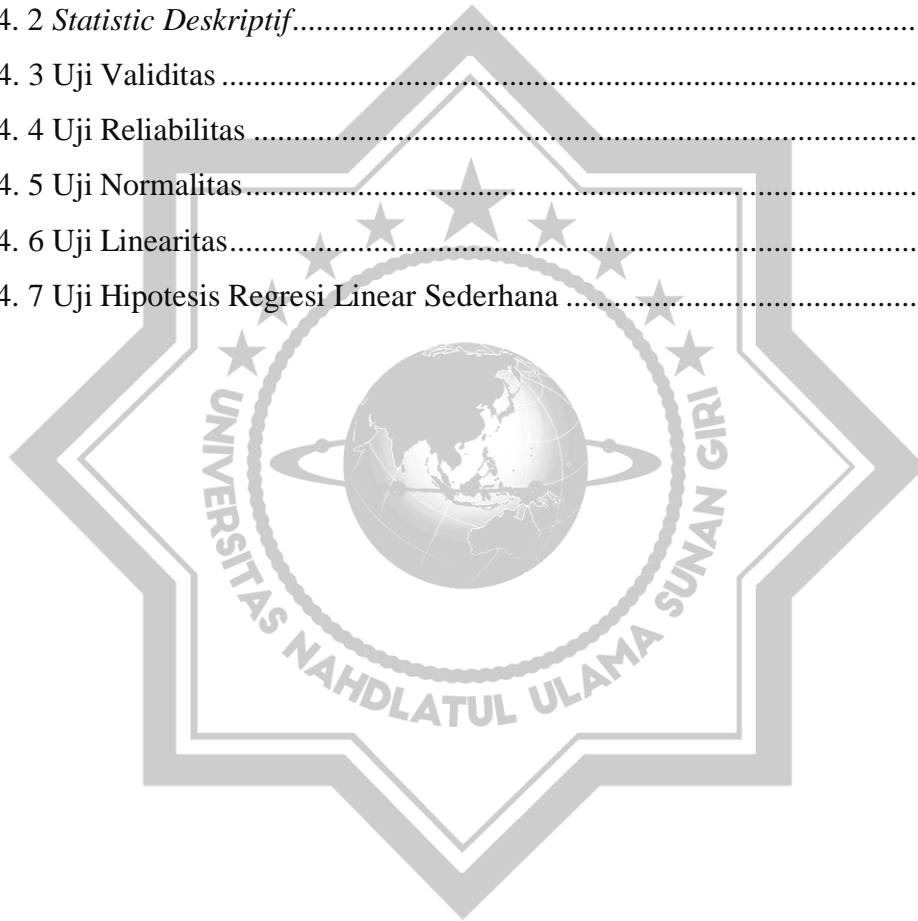 4. 2 Statistic Deskriptif
4. 3 Uji Validitas
4. 4 Uji Reliabilitas
4. 5 Uji Normalitas
4. 6 Uji Linearitas
4. 7 Uji Hipotesis Regresi Linear Sederhana
UNIVERSITAS NAHDLATUL ULAMA SUNAN GIRI